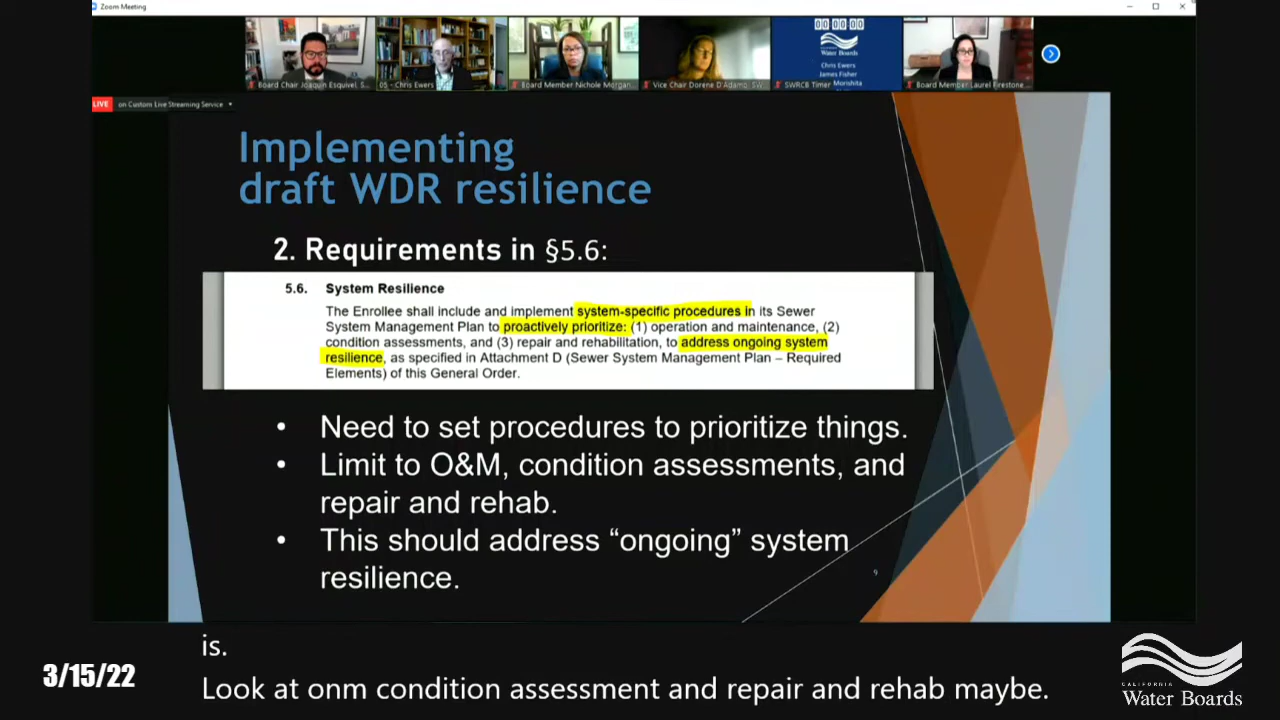 Zoom Meeting
00:00:00
Water Boards
Chris Ewers
James Fisher
Morishita
Board Chair Joaquin Esquivel, S...
05 - Chris Ewers
Board Member Nichole Morgan...
Vice Chair Dorene D'Adamo, SW...
SWRCB Timer
Board Member Laurel Firestone...
LIVE on Custom Live Streaming Service
Implementing
draft WDR resilience
2. Requirements in §5.6:
5.6. System Resilience
The Enrollee shall include and implement system-specific procedures in its Sewer
System Management Plan to proactively prioritize: (1) operation and maintenance, (2)
condition assessments, and (3) repair and rehabilitation, to address ongoing system
resilience, as specified in Attachment D (Sewer System Management Plan – Required
Elements) of this General Order.
• Need to set procedures to prioritize things.
• Limit to O&M, condition assessments, and
repair and rehab.
• This should address “ongoing” system
resilience.
9
is.
Look at onm condition assessment and repair and rehab maybe.
3/15/22
CALIFORNIA
Water Boards